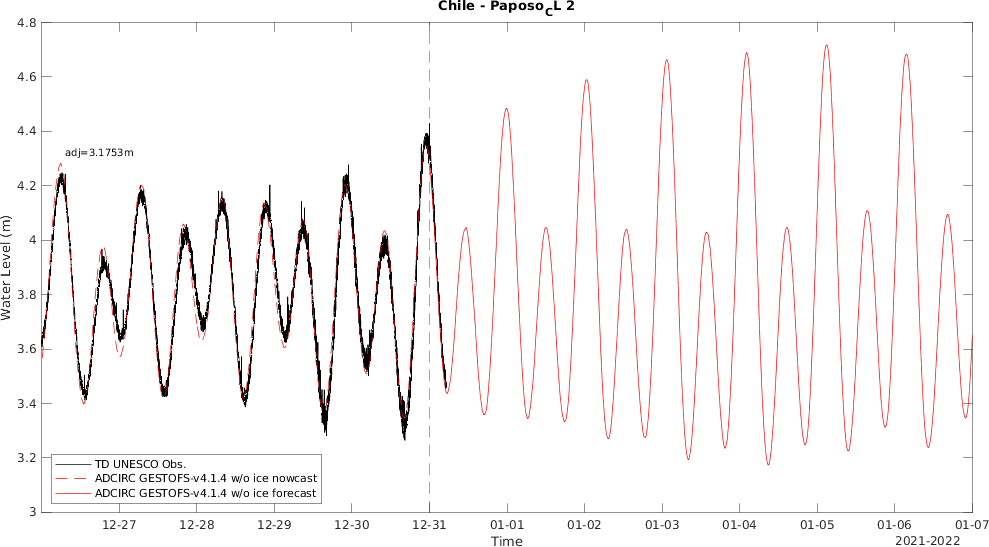 Chile - Paposo_CL 2
4.8
4.6
4.4
4.2
4
3.8
3.6
3.4
3.2
3
Water Level (m)
adj=3.1753m
TD UNESCO Obs.
ADCIRC GESTOFS-v4.1.4 w/o ice nowcast
ADCIRC GESTOFS-v4.1.4 w/o ice forecast
12-27 12-28 12-29 12-30 12-31 01-01 01-02 01-03 01-04 01-05 01-06 01-07
Time
2021-2022